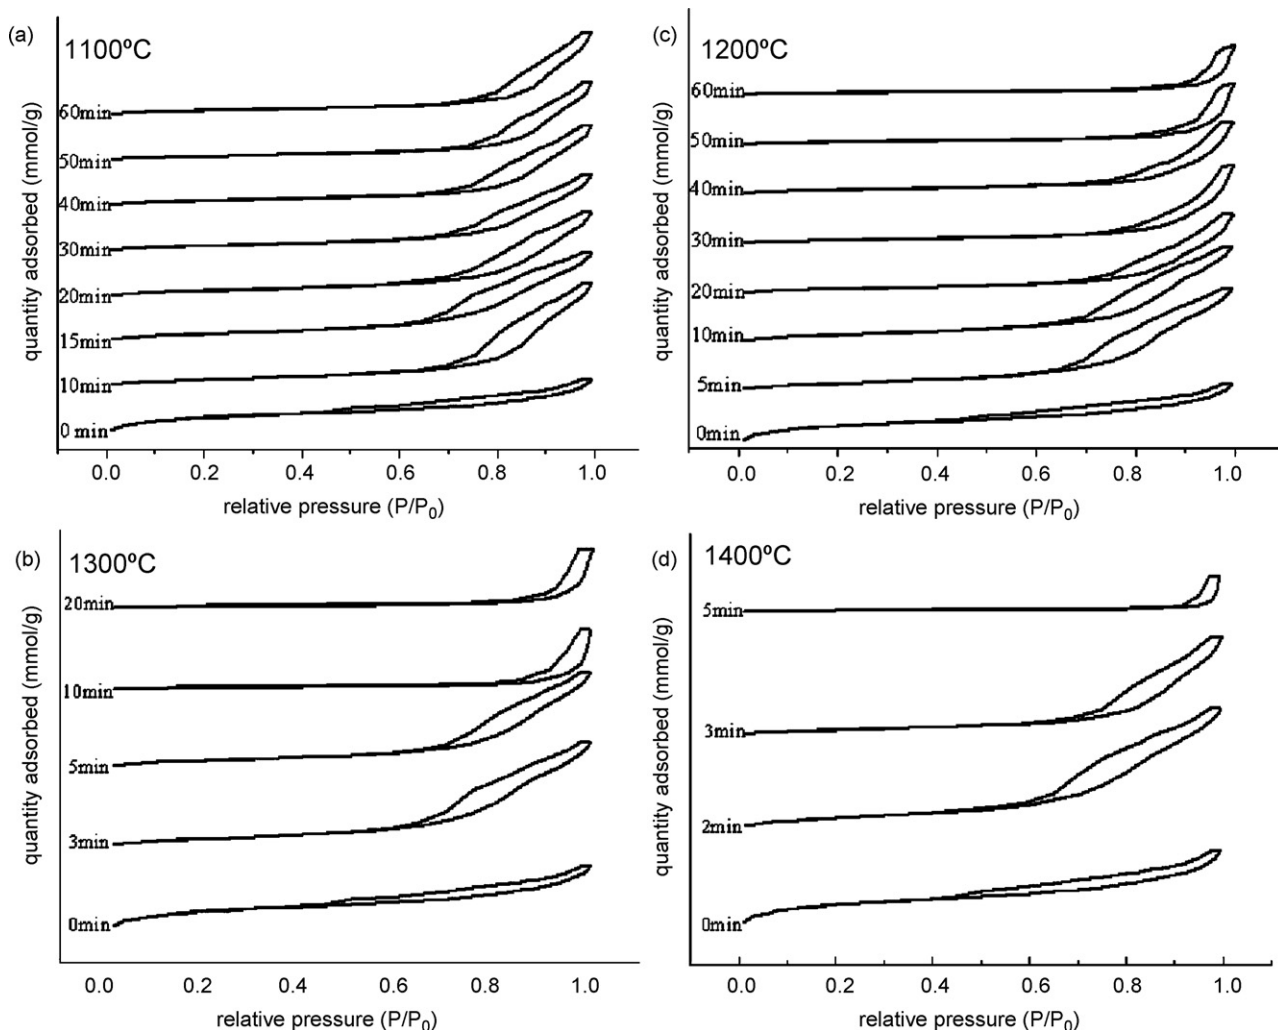 (a)
1100ºC
quantity adsorbed (mmol/g)
60min
50min
40min
30min
20min
15min
10min
0 min
0.0 0.2 0.4 0.6 0.8 1.0
relative pressure (P/P0)
(c)
1200ºC
quantity adsorbed (mmol/g)
60min
50min
40min
30min
20min
10min
5min
0min
0.0 0.2 0.4 0.6 0.8 1.0
relative pressure (P/P0)
(b)
1300ºC
quantity adsorbed (mmol/g)
20min
10min
5min
3min
0min
0.0 0.2 0.4 0.6 0.8 1.0
relative pressure (P/P0)
(d)
1400ºC
quantity adsorbed (mmol/g)
5min
3min
2min
0min
0.0 0.2 0.4 0.6 0.8 1.0
relative pressure (P/P0)